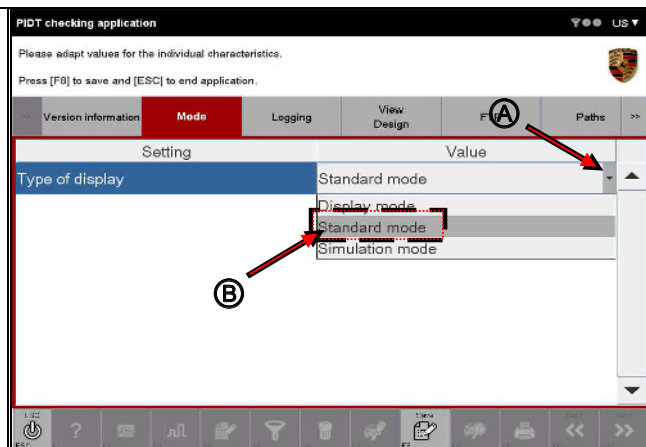 PIDT checking application
US
Please adapt values for the individual characteristics.
Press [F8] to save and [ESC] to end application.
Version information
Mode
Logging
View
Design
Paths
>>
Setting
Value
Type of display
Standard mode
Display mode
Standard mode
Simulation mode
A
B
ESC
?
F8
<<
>>